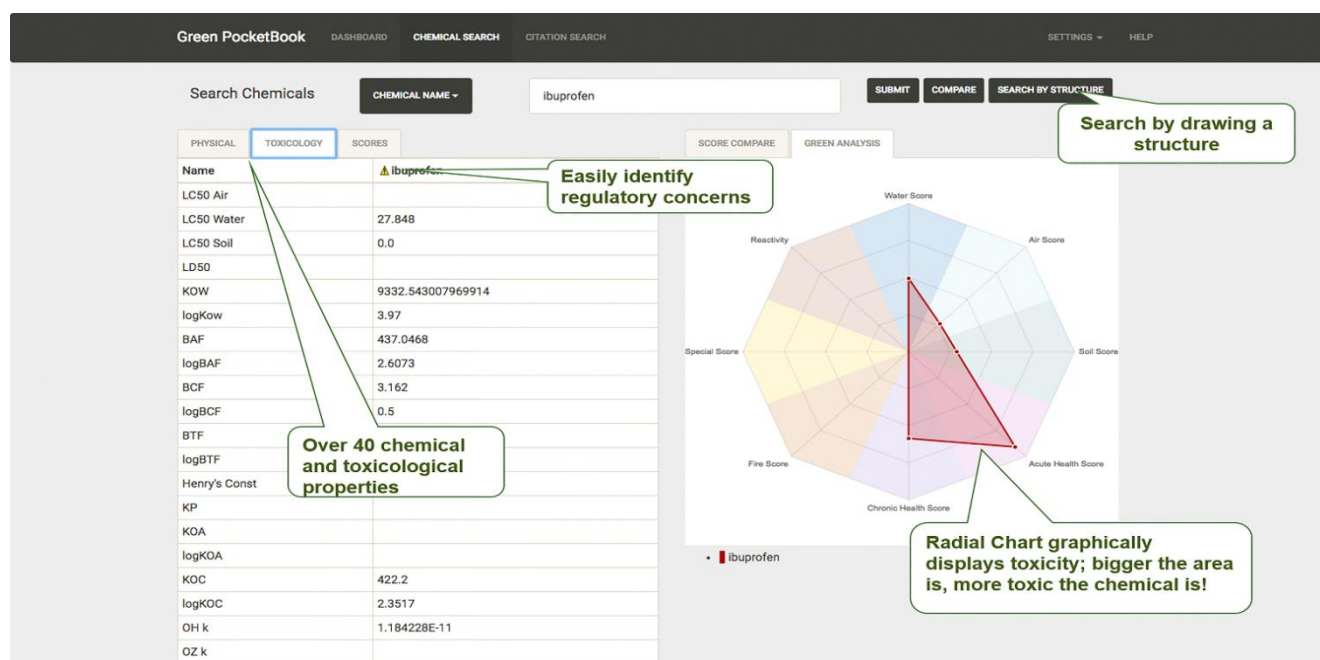 Green PocketBook DASHBOARD CHEMICAL SEARCH CITATION SEARCH SETTINGS HELP
Search Chemicals CHEMICAL NAME ibuprofen SUBMIT COMPARE SEARCH BY STRUCTURE
Search by drawing a
structure
PHYSICAL TOXICOLOGY SCORES
SCORE COMPARE GREEN ANALYSIS
Name ibuprofen
Easily identify
regulatory concerns
LC50 Air
LC50 Water 27.848
LC50 Soil 0.0
LD50
KOW 9332.543007969914
logKow 3.97
BAF 437.0468
logBAF 2.6073
BCF 3.162
logBCF 0.5
BTF
logBTF
Henry's Const
KP
KOA
logKOA
KOC 422.2
logKOC 2.3517
OH k 1.184228E-11
OZ k
Over 40 chemical
and toxicological
properties
Water Score
Reactivity
Air Score
Special Score
Soil Score
Fire Score
Acute Health Score
Chronic Health Score
ibuprofen
Radial Chart graphically
displays toxicity; bigger the area
is, more toxic the chemical is!